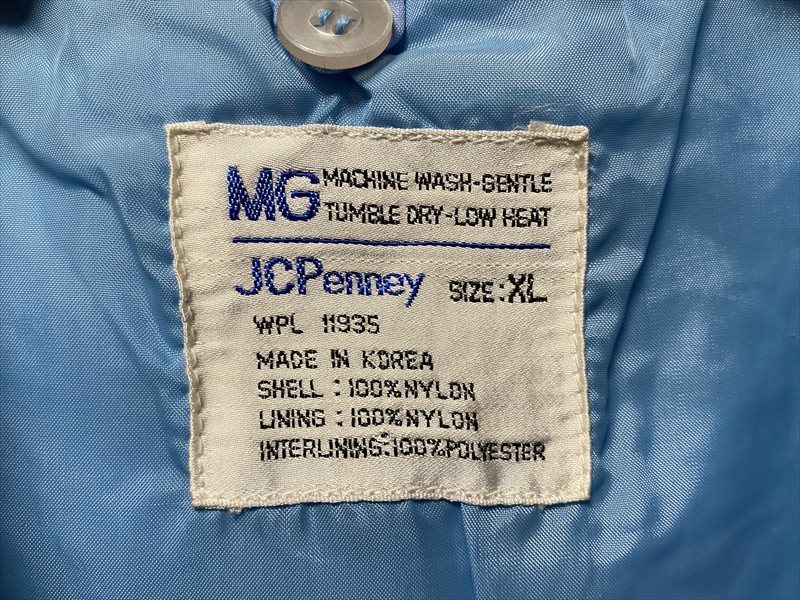 MG MACHINE WASH-GENTLE
TUMBLE DRY-LOW HEAT
JCPenney SIZE:XL
WPL 11935
MADE IN KOREA
SHELL : 100%NYLON
LINING : 100%NYLON
INTERLINING:100%POLYESTER